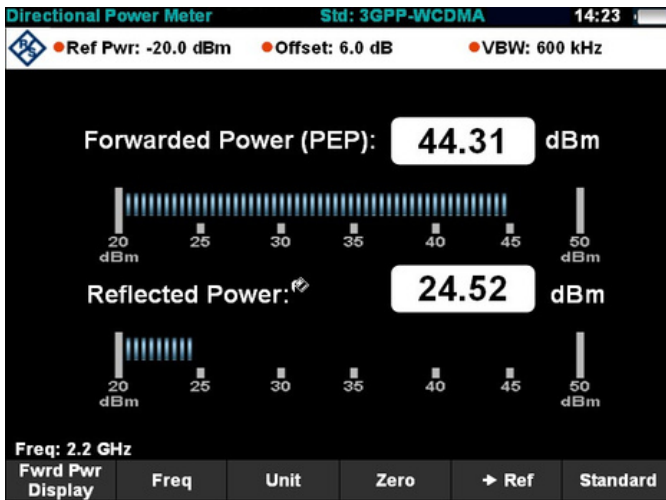 Directional Power Meter Std: 3GPP-WCDMA 14:23
R&S Ref Pwr: -20.0 dBm Offset: 6.0 dB VBW: 600 kHz
Forwarded Power (PEP): 44.31 dBm
20 25 30 35 40 45 50
dBm dBm
Reflected Power: 24.52 dBm
20 25 30 35 40 45 50
dBm dBm
Freq: 2.2 GHz
Fwrd Pwr
Display Freq Unit Zero → Ref Standard